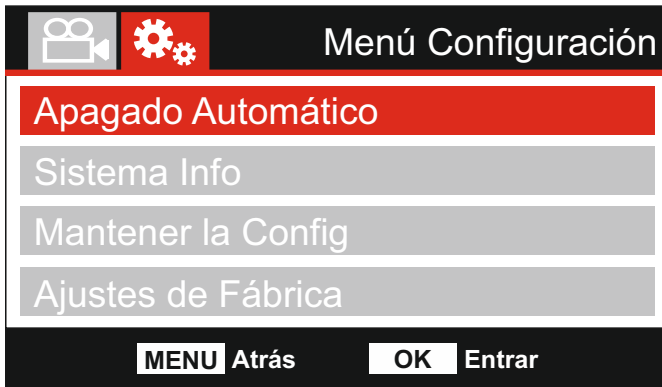 Menú Configuración
Apagado Automático
Sistema Info
Mantener la Config
Ajustes de Fábrica
MENU Atrás OK Entrar